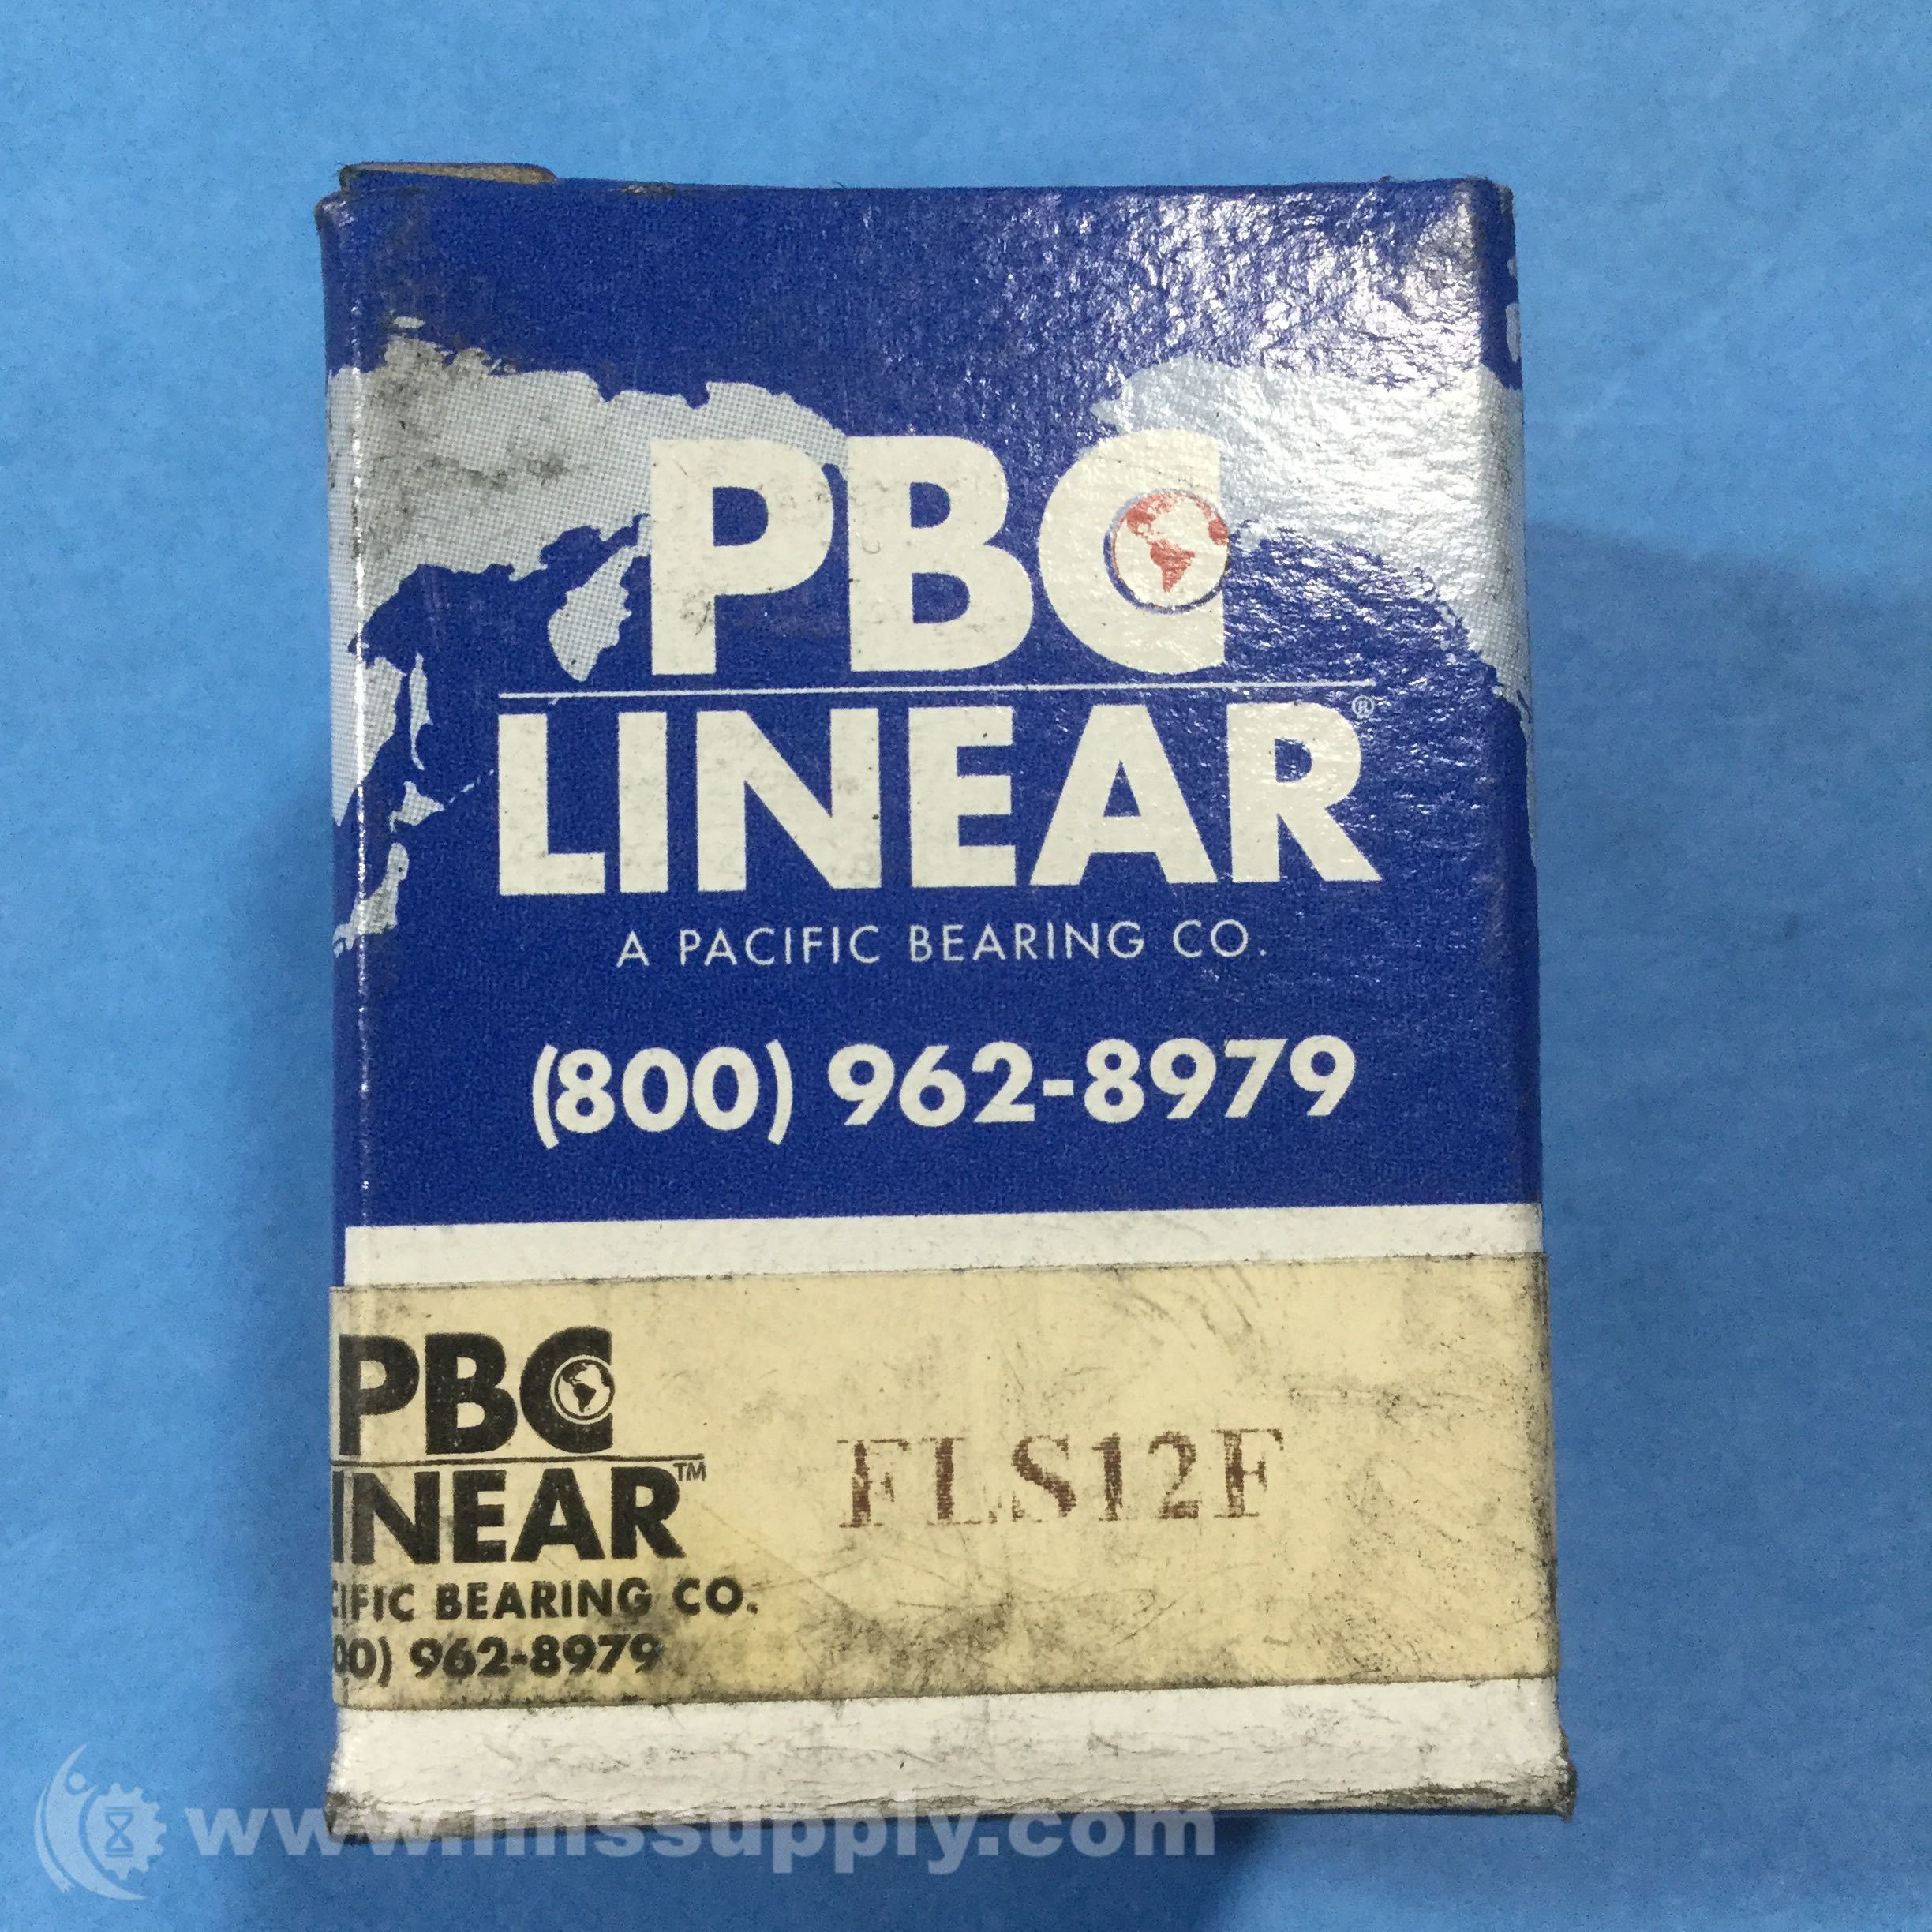 PBC
LINEAR®
A PACIFIC BEARING CO.
(800) 962-8979
PBC
INEAR™
FLS12F
CIFIC BEARING CO.
00) 962-8979
www.imssupply.com